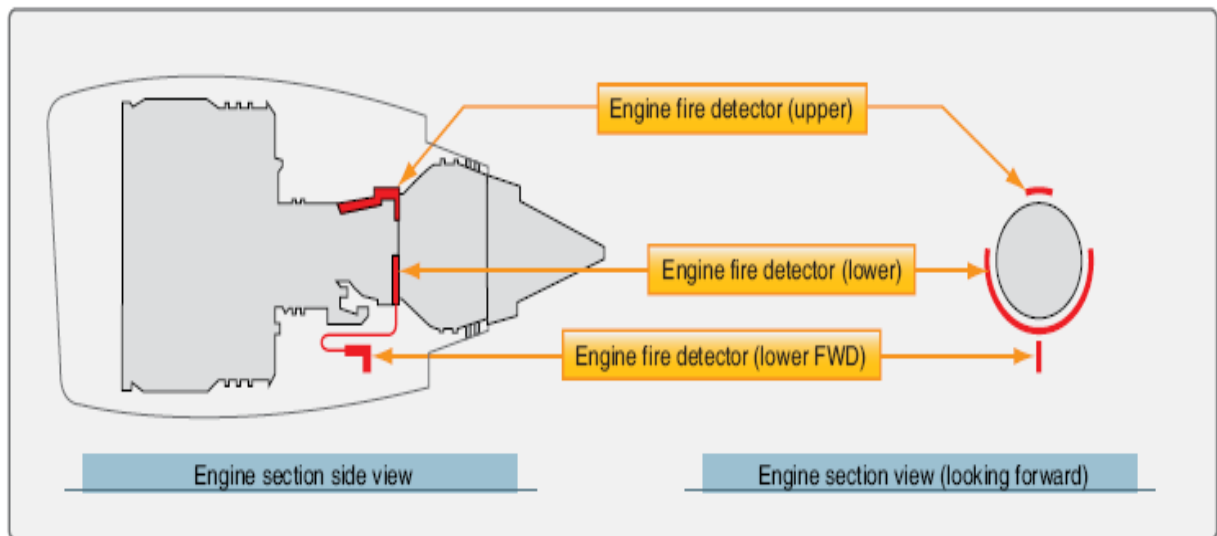 Engine fire detector (upper)
Engine fire detector (lower)
Engine fire detector (lower FWD)
Engine section side view
Engine section view (looking forward)